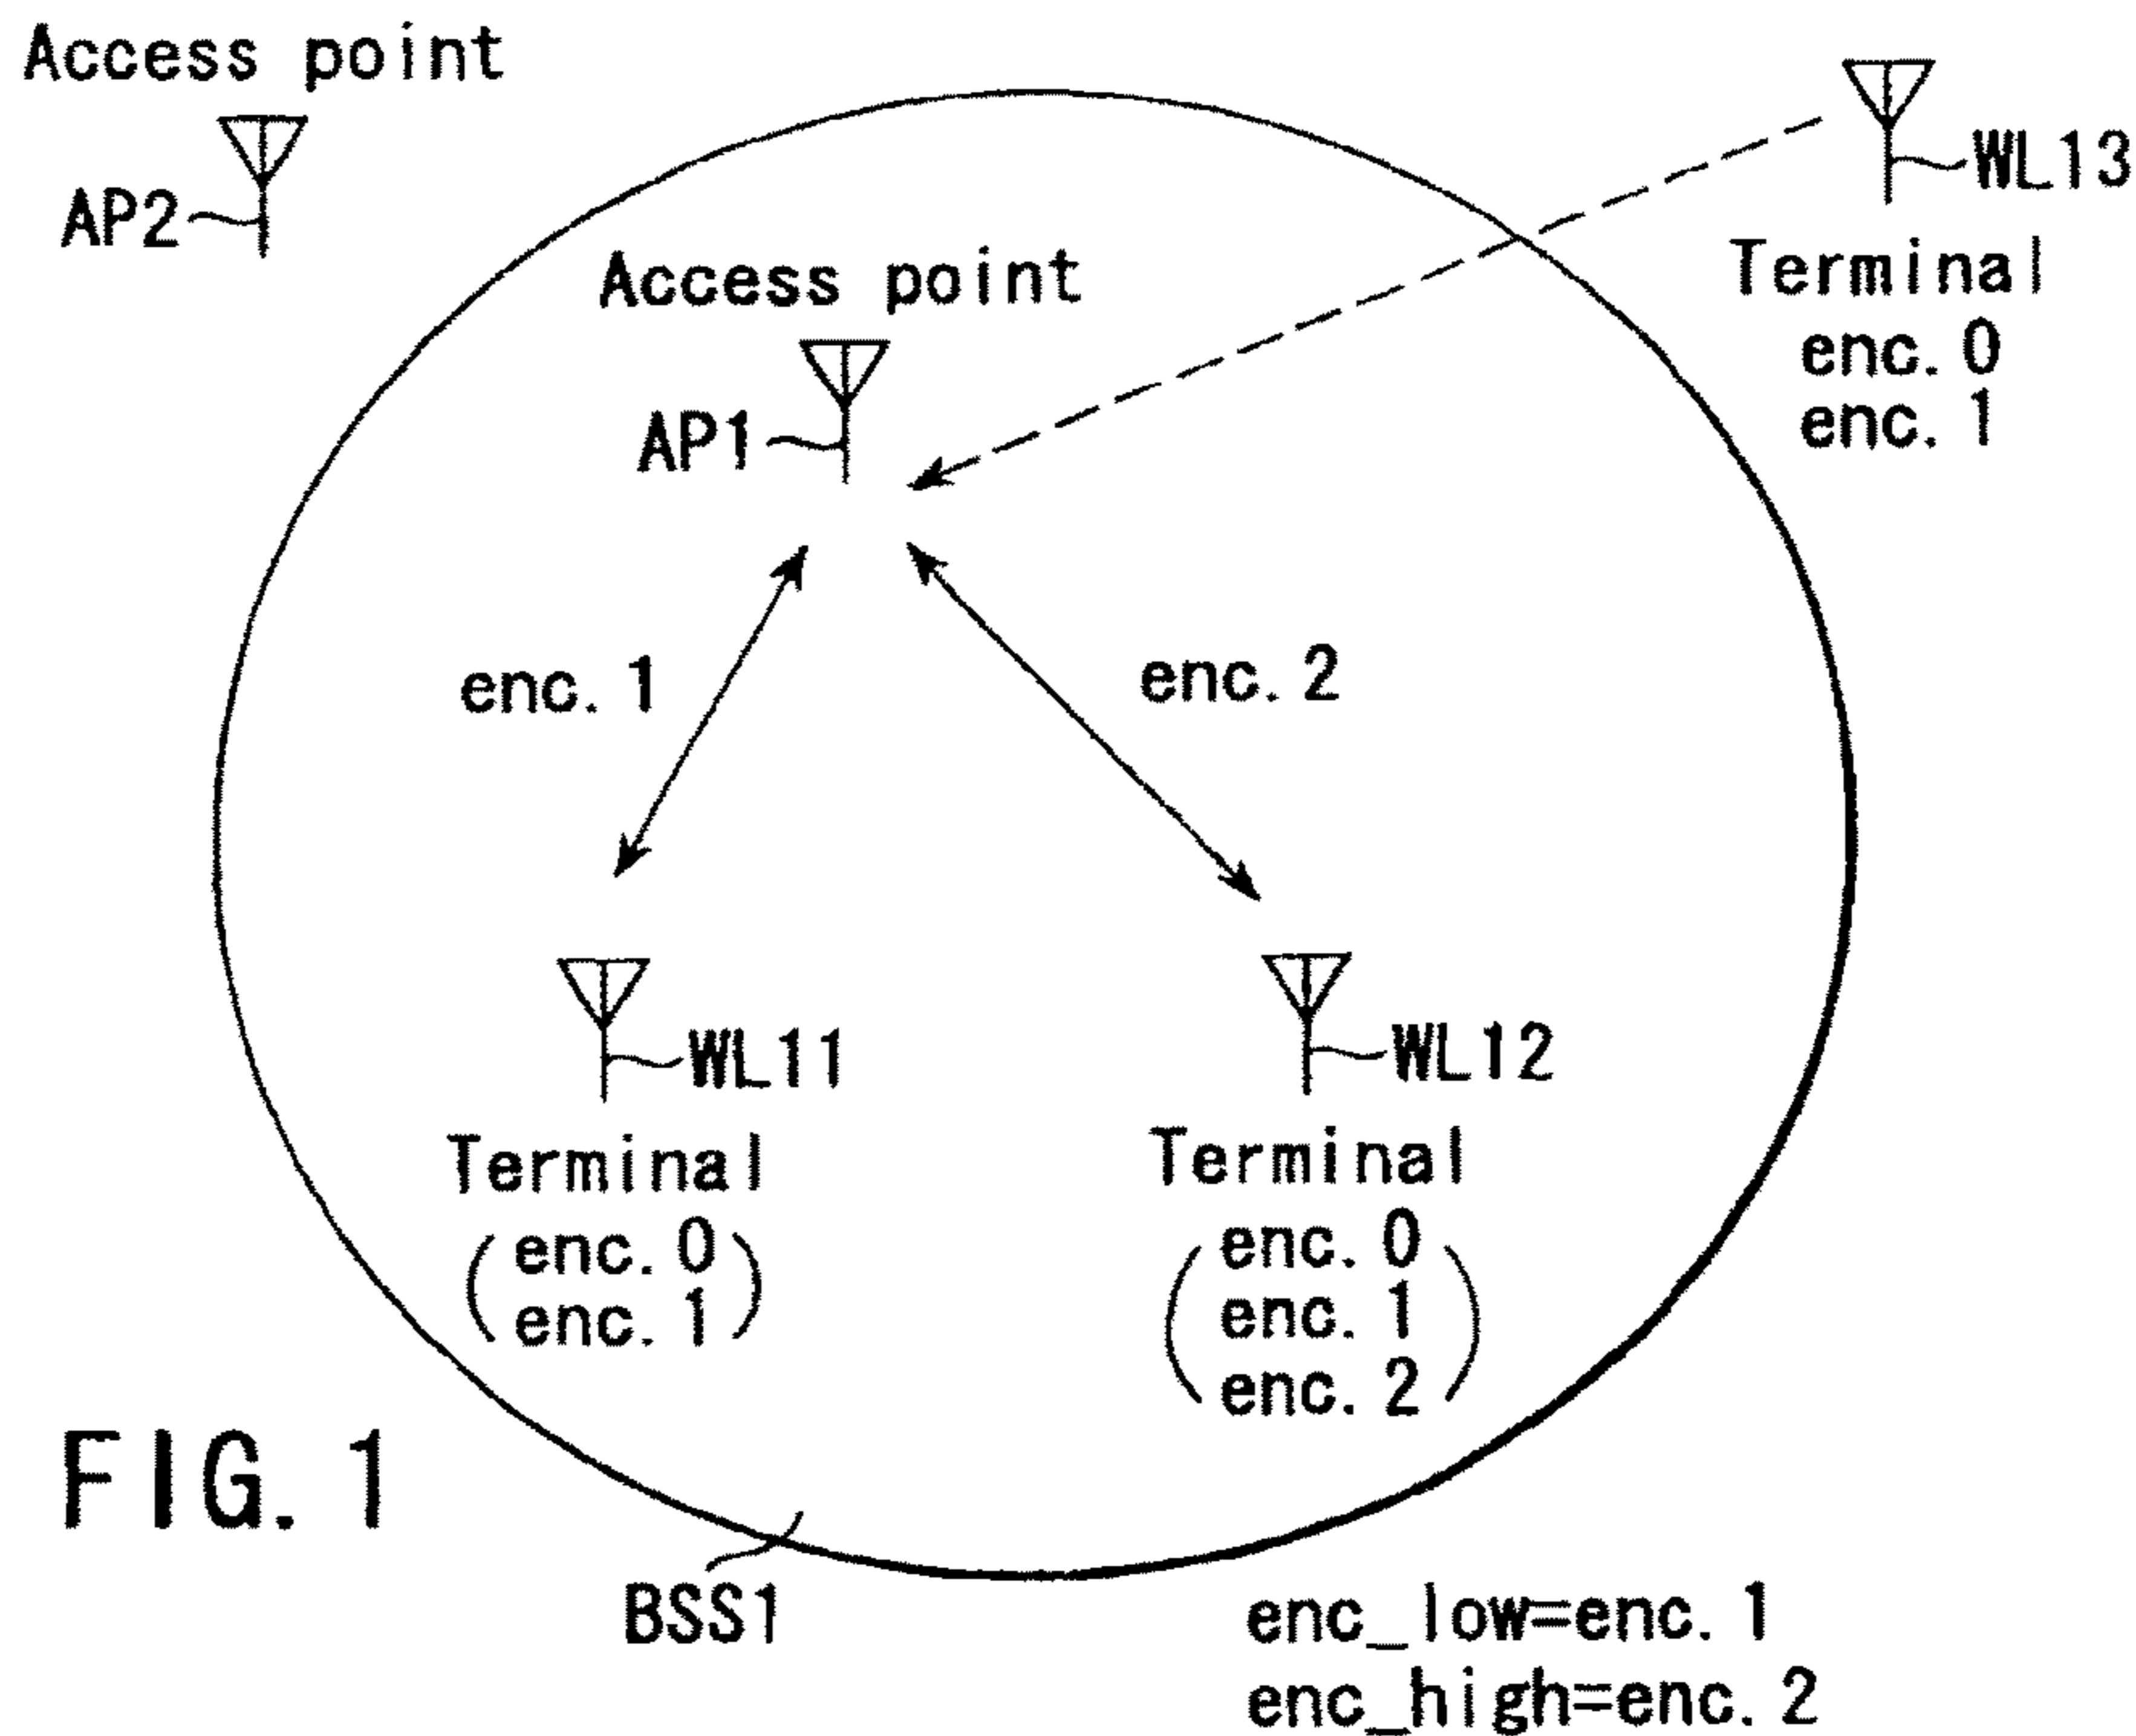 Access point
AP2
WL13
Terminal
enc. 0
enc. 1
Access point
AP1
enc. 1
enc. 2
WL11
Terminal
enc. 0
enc. 1
WL12
Terminal
enc. 0
enc. 1
enc. 2
FIG. 1
BSS1
enc_low=enc. 1
enc_high=enc. 2